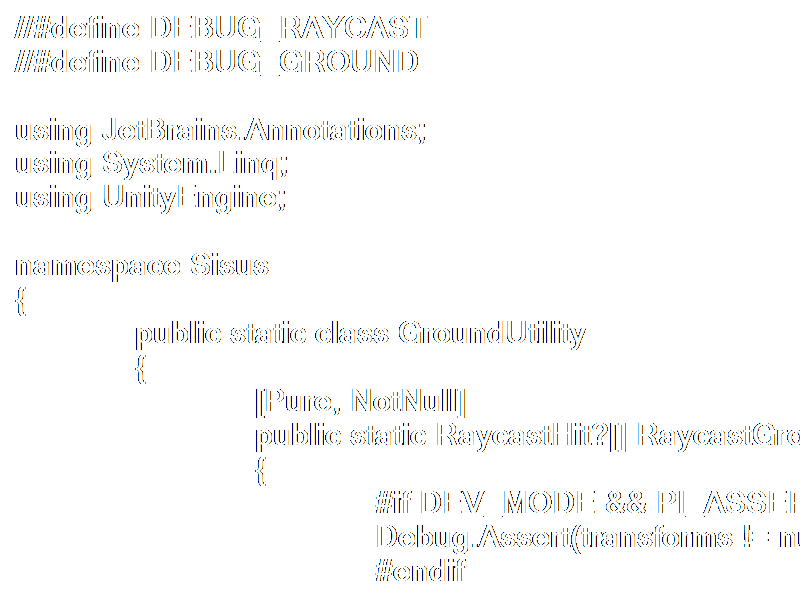 //#define DEBUG_RAYCAST
//#define DEBUG_GROUND
using JetBrains.Annotations;
using System.Linq;
using UnityEngine;
namespace Sisus
{
public static class GroundUtility
{
[Pure, NotNull]
public static RaycastHit?[] RaycastGro
{
#if DEV_MODE && PI_ASSER
Debug.Assert(transforms != nu
#endif